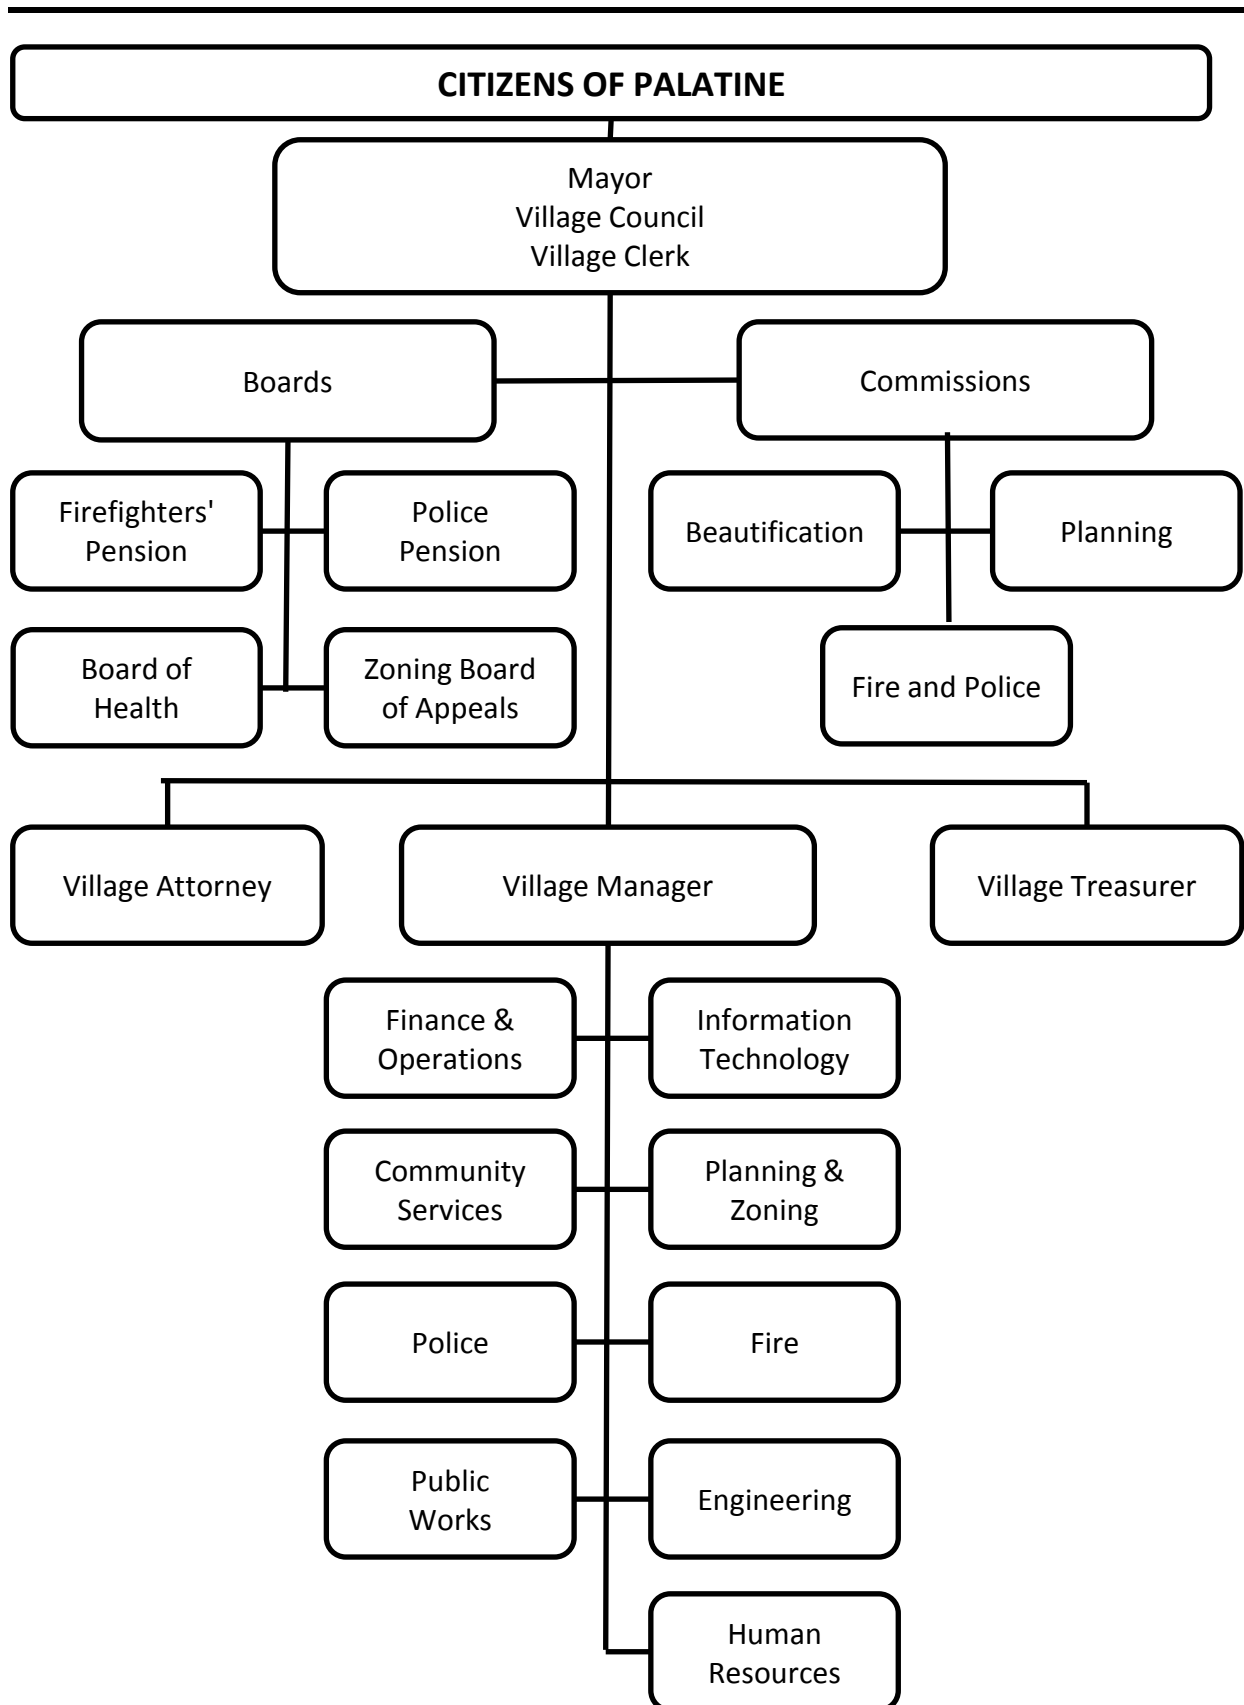 CITIZENS OF PALATINE
Mayor
Village Council
Village Clerk
Boards
Commissions
Firefighters'
Pension
Police
Pension
Beautification
Planning
Board of
Health
Zoning Board
of Appeals
Fire and Police
Village Attorney
Village Manager
Village Treasurer
Finance &
Operations
Information
Technology
Community
Services
Planning &
Zoning
Police
Fire
Public
Works
Engineering
Human
Resources